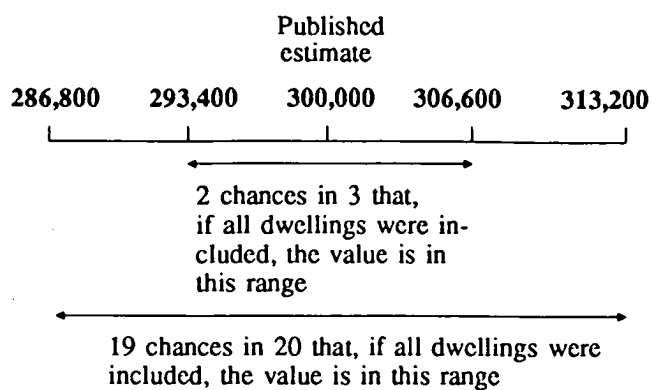 Published
estimate
286,800 293,400 300,000 306,600 313,200
2 chances in 3 that,
if all dwellings were in-
cluded, the value is in
this range
19 chances in 20 that, if all dwellings were
included, the value is in this range